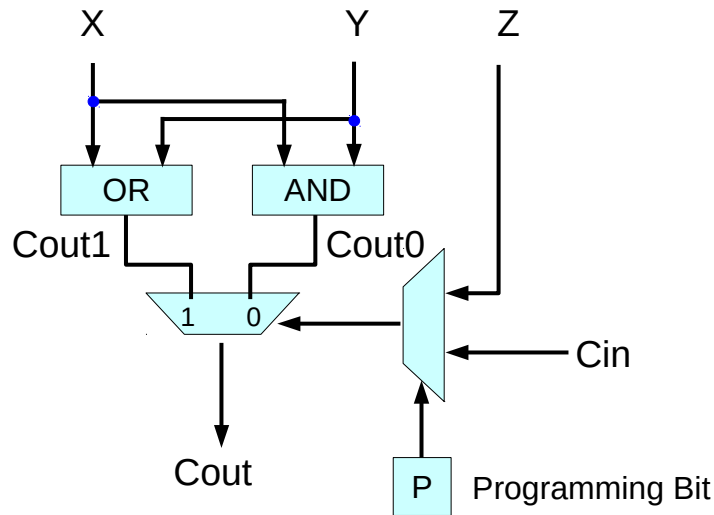 X Y Z
OR AND
Cout1 Cout0
1 0
Cin
Cout
P Programming Bit